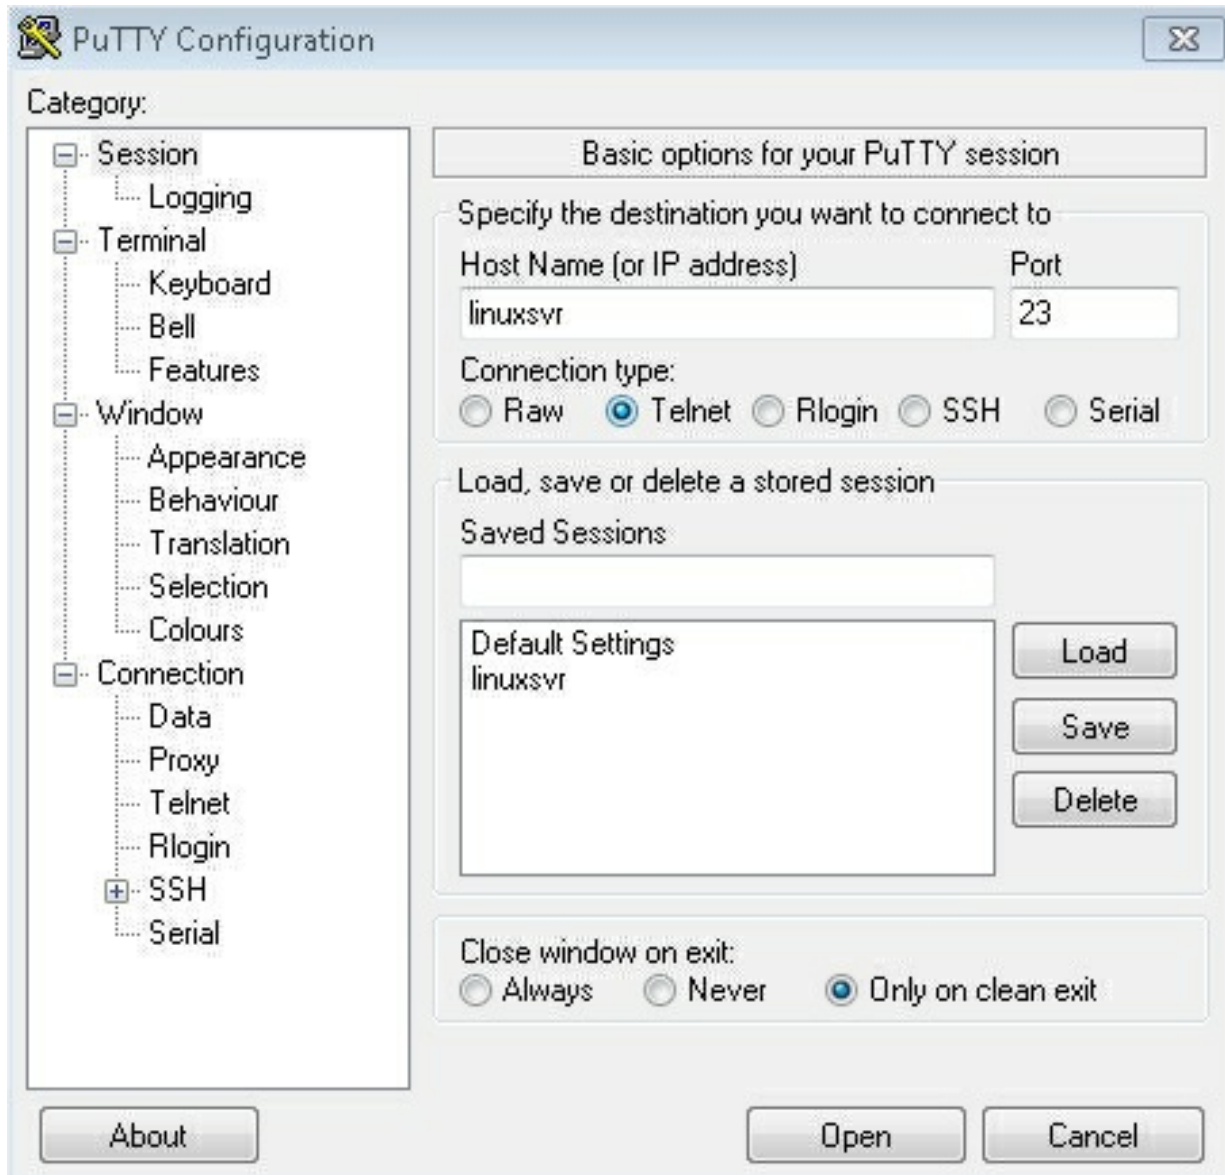 PuTTY Configuration
Category:
Session
Logging
Terminal
Keyboard
Bell
Features
Window
Appearance
Behaviour
Translation
Selection
Colours
Connection
Data
Proxy
Telnet
Rlogin
SSH
Serial
Basic options for your PuTTY session
Specify the destination you want to connect to
Host Name (or IP address) Port
linuxsvr 23
Connection type:
Raw Telnet Rlogin SSH Serial
Load, save or delete a stored session
Saved Sessions
Default Settings
linuxsvr
Load
Save
Delete
Close window on exit:
Always Never Only on clean exit
About Open Cancel